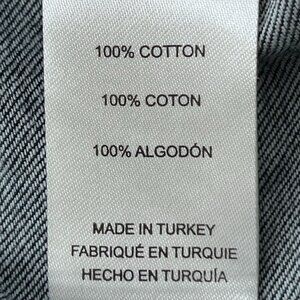 100% COTTON
100% COTON
100% ALGODÓN
MADE IN TURKEY
FABRIQUÉ EN TURQUIE
HECHO EN TURQUÍA